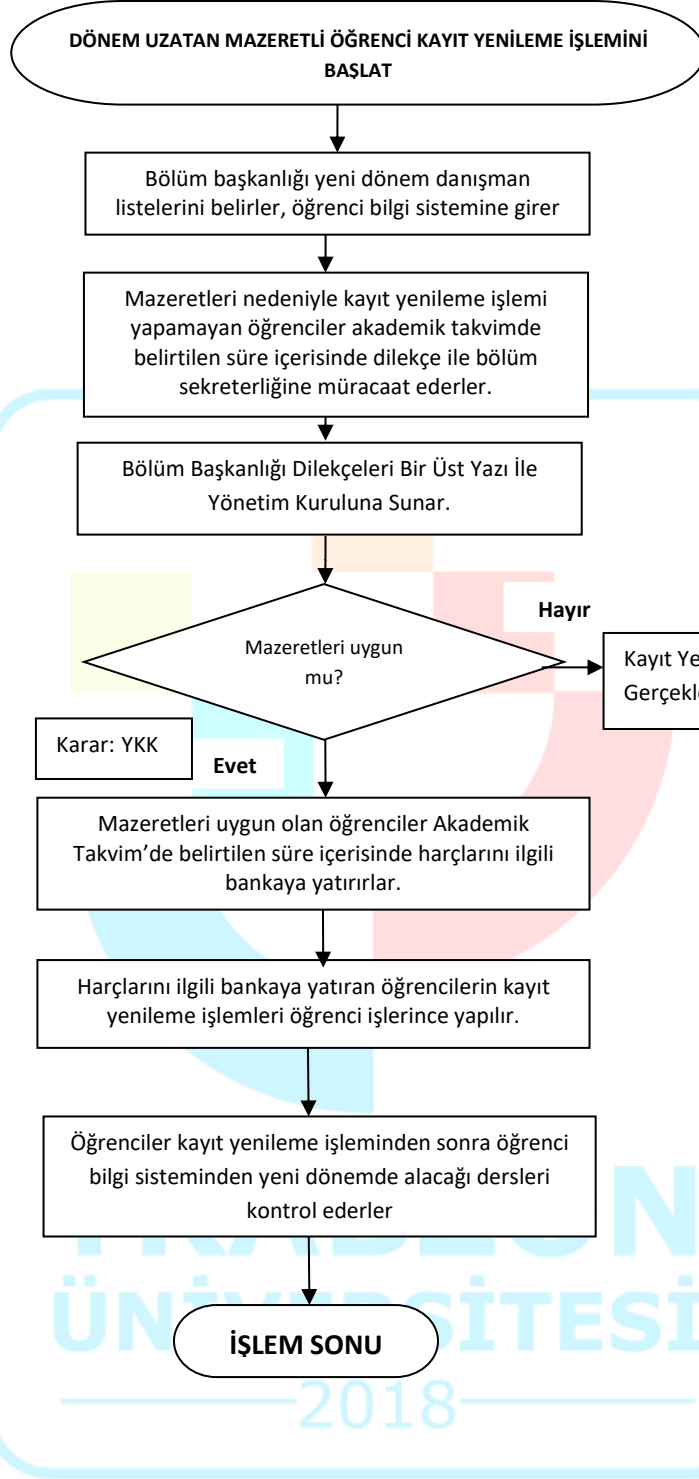 DÖNEM UZATAN MAZERETLİ ÖĞRENCİ KAYIT YENİLEME İŞLEMİNİ
BAŞLAT
Bölüm başkanlığı yeni dönem danışman
listelerini belirler, öğrenci bilgi sistemine girer
Mazeretleri nedeniyle kayıt yenileme işlemi
yapamayan öğrenciler akademik takvimde
belirtilen süre içerisinde dilekçe ile bölüm
sekreterliğine müracaat ederler.
Bölüm Başkanlığı Dilekçeleri Bir Üst Yazı İle
Yönetim Kuruluna Sunar.
Hayır
Mazeretleri uygun
mu?
Kayıt
Karar: YKK
Evet
Mazeretleri uygun olan öğrenciler Akademik
Takvim’de belirtilen süre içerisinde harçlarını ilgili
bankaya yatırırlar.
Harçlarını ilgili bankaya yatıran öğrencilerin kayıt
yenileme işlemleri öğrenci işlerince yapılır.
Öğrenciler kayıt yenileme işleminden sonra öğrenci
bilgi sisteminden yeni dönemde alacağı dersleri
kontrol ederler
İŞLEM SONU
2018